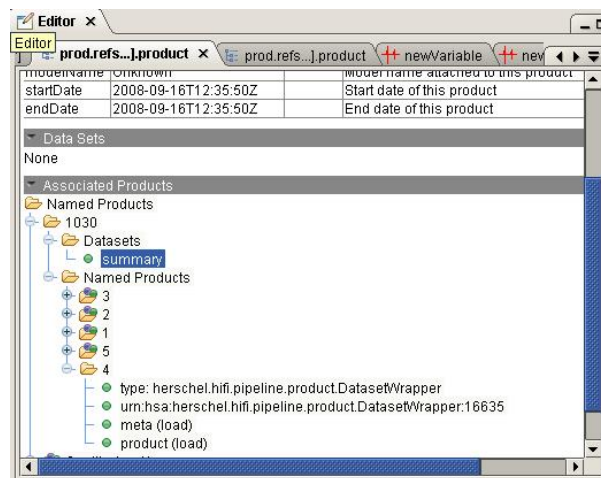 Editor
Editor
] prod.refs...].product prod.refs...].product newVariable new
modelName Unknown Model name attached to this product
startDate 2008-09-16T12:35:50Z Start date of this product
endDate 2008-09-16T12:35:50Z End date of this product
Data Sets
None
Associated Products
Named Products
1030
Datasets
summary
Named Products
3
2
1
5
4
type: herschel.hifi.pipeline.product.DatasetWrapper
urn:hsa:herschel.hifi.pipeline.product.DatasetWrapper:16635
meta (load)
product (load)